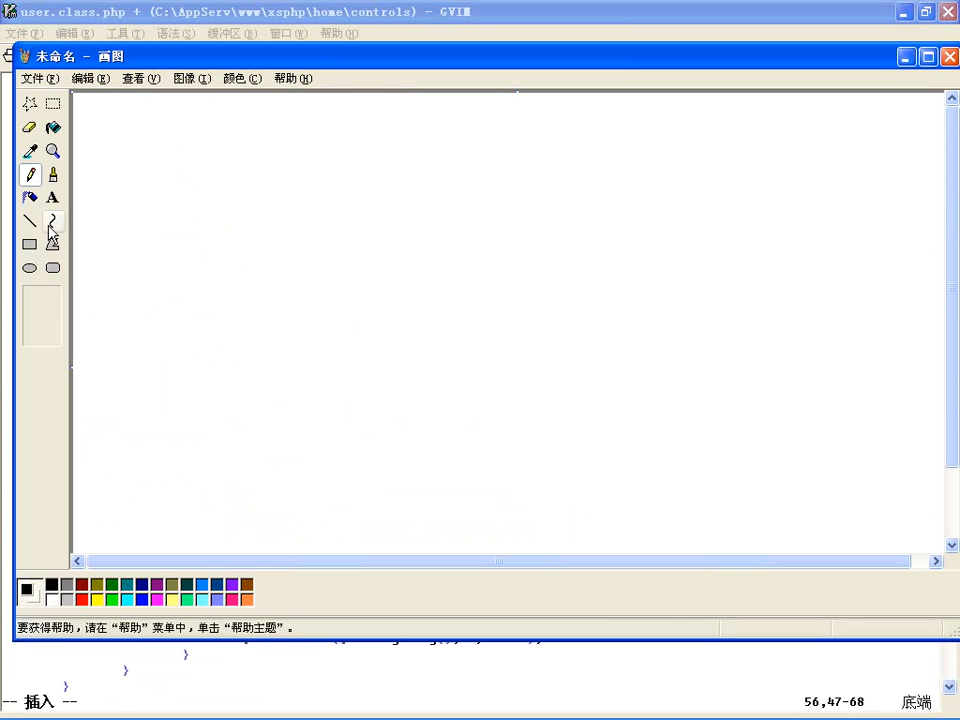 user.class.php + (C:\AppServ\www\xsphp\home\controls) - GVIM
文件(F) 编辑(E) 工具(T) 语法(S) 缓冲区(B) 窗口(W) 帮助(H)
未命名 - 画图
文件(F) 编辑(E) 查看(V) 图像(I) 颜色(C) 帮助(H)
A
要获得帮助，请在“帮助”菜单中，单击“帮助主题”。
}
}
}
-- 插入 --
56,47-68
底端